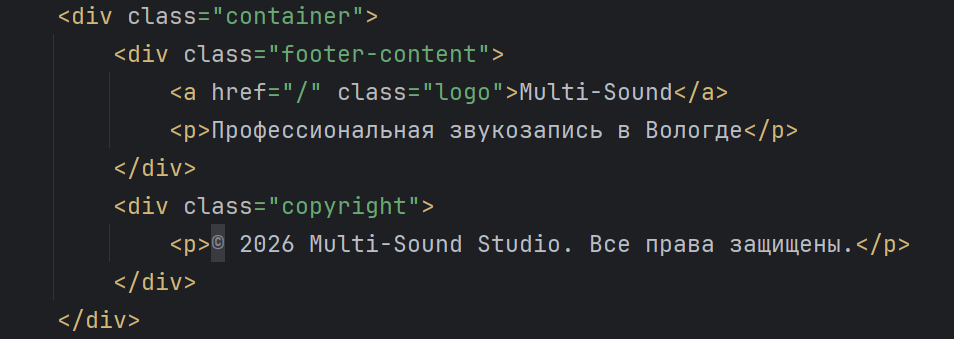 <div class="container">
<div class="footer-content">
<a href="/" class="logo">Multi-Sound</a>
<p>Профессиональная звукозапись в Вологде</p>
</div>
<div class="copyright">
<p>© 2026 Multi-Sound Studio. Все права защищены.</p>
</div>
</div>